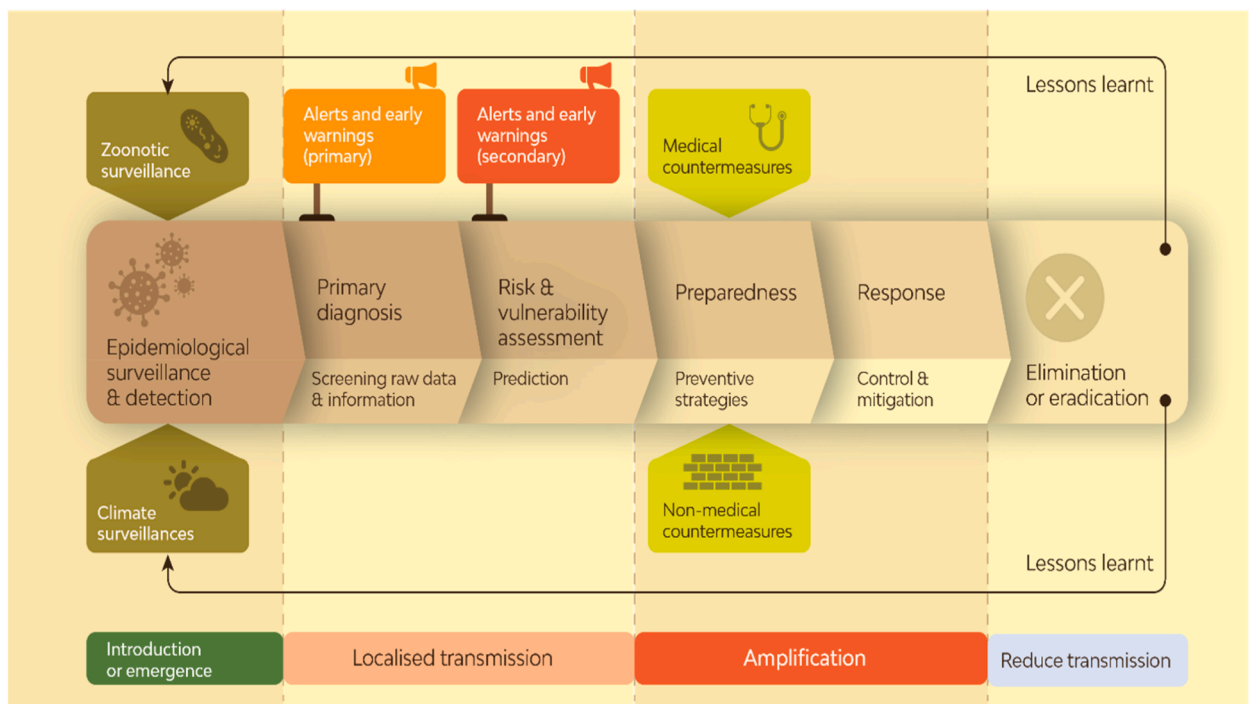 Lessons learnt
Zoonotic
surveillance
Alerts and early
warnings
(primary)
Alerts and early
warnings
(secondary)
Medical
countermeasures
Epidemiological
surveillance
& detection
Primary
diagnosis
Screening raw data
& information
Risk &
vulnerability
assessment
Prediction
Preparedness
Preventive
strategies
Response
Control &
mitigation
Elimination
or eradication
Climate
surveillances
Non-medical
countermeasures
Lessons learnt
Introduction
or emergence
Localised transmission
Amplification
Reduce transmission